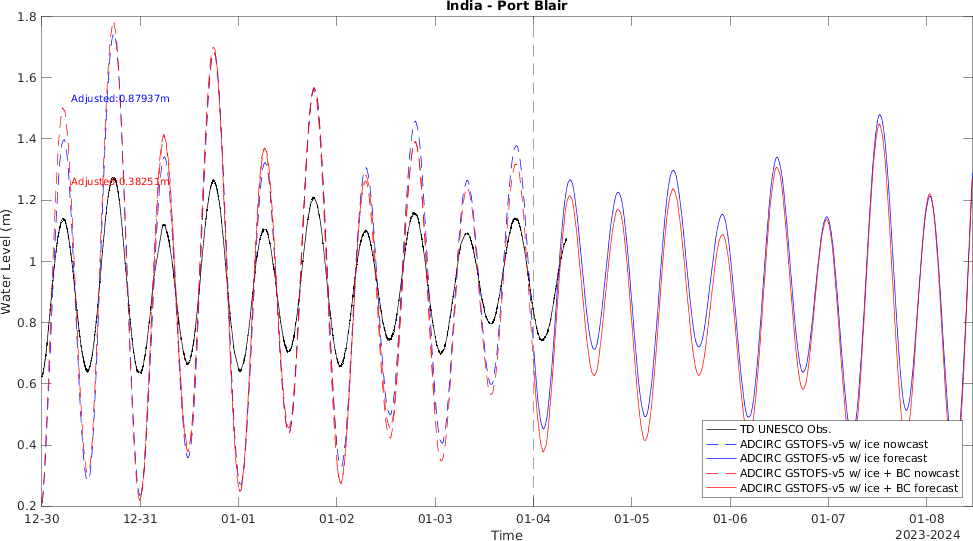 India - Port Blair
1.8
1.6
1.4
1.2
1
0.8
0.6
0.4
0.2
Water Level (m)
Adjusted:0.87937m
Adjusted:0.38251m
TD UNESCO Obs.
ADCIRC GSTOFS-v5 w/ ice nowcast
ADCIRC GSTOFS-v5 w/ ice forecast
ADCIRC GSTOFS-v5 w/ ice + BC nowcast
ADCIRC GSTOFS-v5 w/ ice + BC forecast
12-30 12-31 01-01 01-02 01-03 01-04 01-05 01-06 01-07 01-08
Time
2023-2024